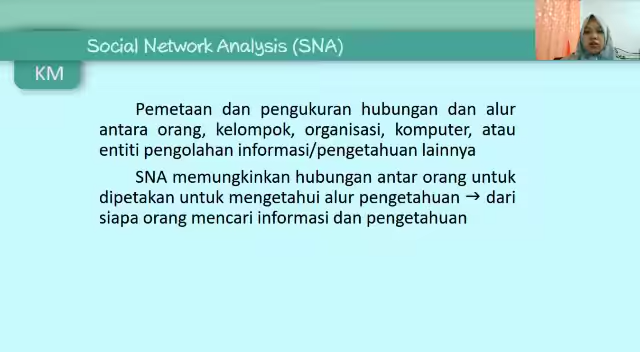 Social Network Analysis (SNA)
KM
Pemetaan dan pengukuran hubungan dan alur
antara orang, kelompok, organisasi, komputer, atau
entiti pengolahan informasi/pengetahuan lainnya
SNA memungkinkan hubungan antar orang untuk
dipetakan untuk mengetahui alur pengetahuan → dari
siapa orang mencari informasi dan pengetahuan